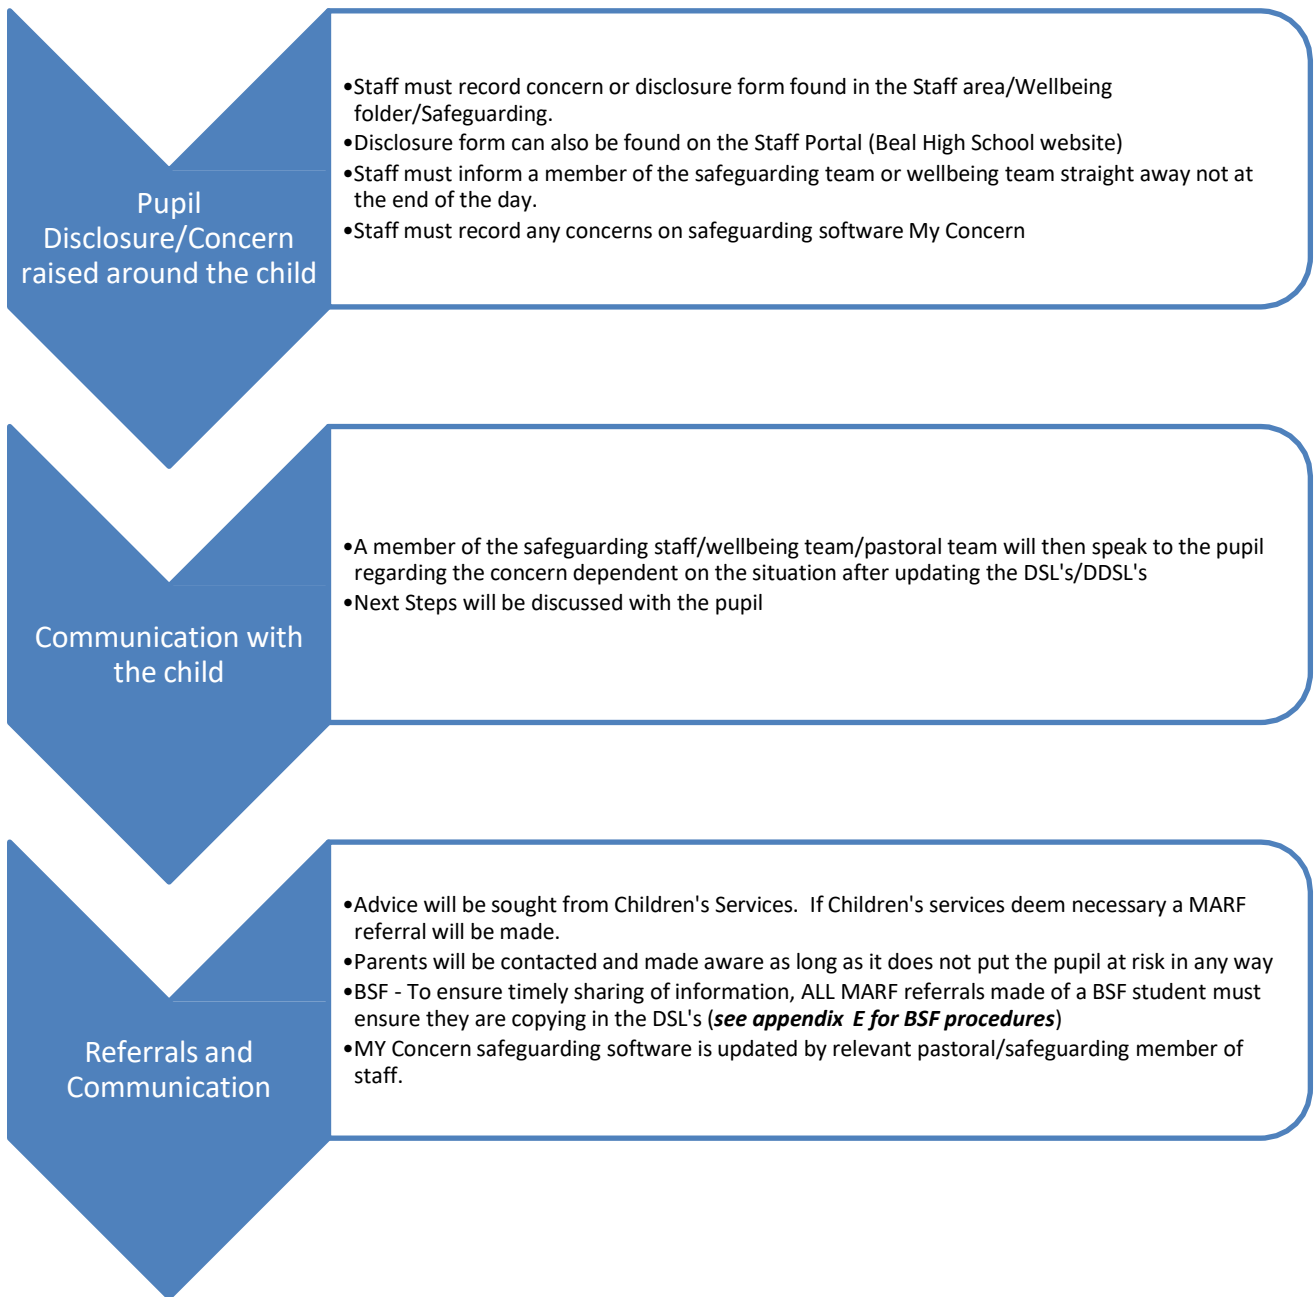 Pupil
Disclosure/Concern
raised around the child
•Staff must record concern or disclosure form found in the Staff area/Wellbeing
folder/Safeguarding.
•Disclosure form can also be found on the Staff Portal (Beal High School website)
•Staff must inform a member of the safeguarding team or wellbeing team straight away not at
the end of the day.
•Staff must record any concerns on safeguarding software My Concern
Communication with
the child
•A member of the safeguarding staff/wellbeing team/pastoral team will then speak to the pupil
regarding the concern dependent on the situation after updating the DSL's/DDSL's
•Next Steps will be discussed with the pupil
Referrals and
Communication
•Advice will be sought from Children's Services. If Children's services deem necessary a MARF
referral will be made.
•Parents will be contacted and made aware as long as it does not put the pupil at risk in any way
•BSF - To ensure timely sharing of information, ALL MARF referrals made of a BSF student must
ensure they are copying in the DSL's (see appendix E for BSF procedures)
•MY Concern safeguarding software is updated by relevant pastoral/safeguarding member of
staff.